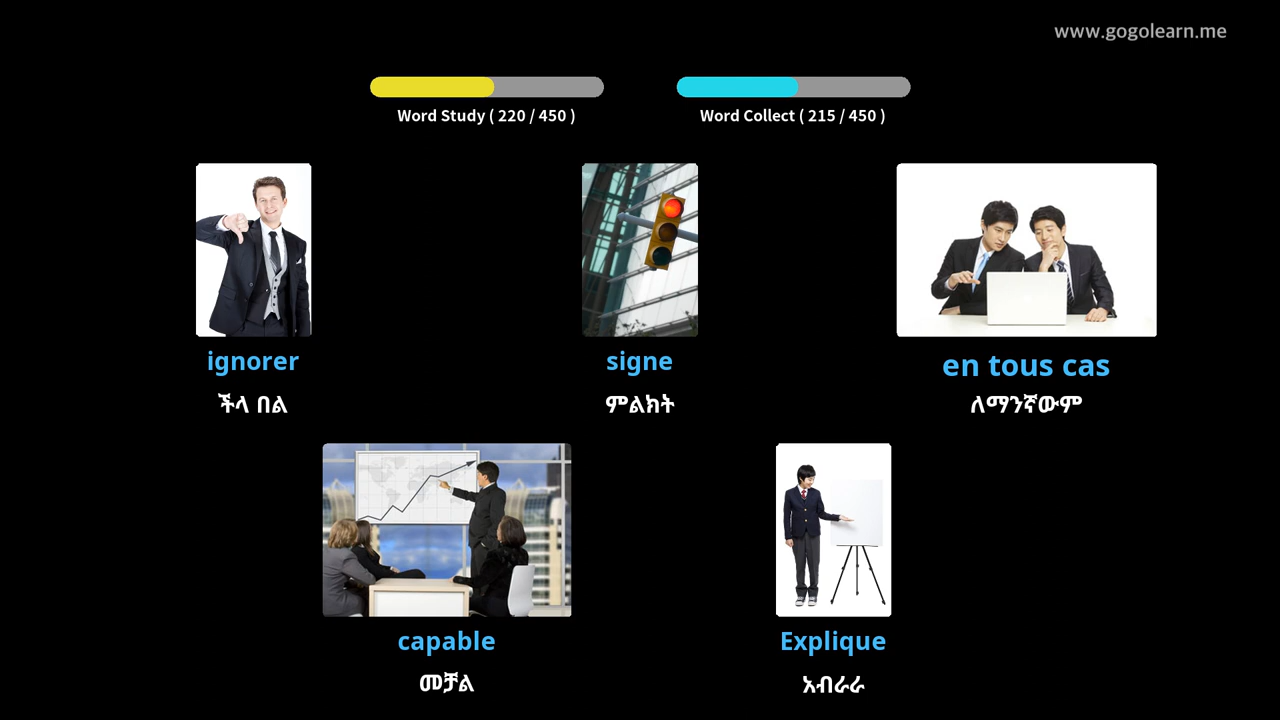 www.gogolearn.me
Word Study ( 220 / 450 )
Word Collect ( 215 / 450 )
ignorer
ችላ በል
signe
ምልክት
en tous cas
ለማንኛውም
capable
መቻል
Explique
አብራራ